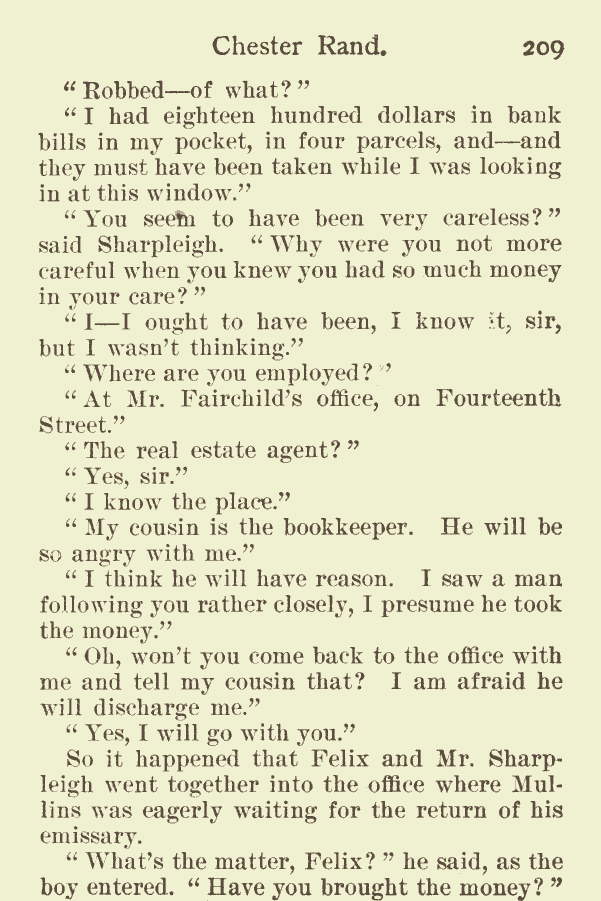 Chester Rand. 209
“ Robbed—of what? ”
“ I had eighteen hundred dollars in bank
bills in my pocket, in four parcels, and—and
they must have been taken while I was looking
in at this window.”
“ You seem to have been very careless? ”
said Sharpleigh. “ Why were you not more
careful when you knew you had so much money
in your care? ”
“ I—I ought to have been, I know it, sir,
but I wasn’t thinking.”
“ Where are you employed? ”
“ At Mr. Fairchild’s office, on Fourteenth
Street.”
“ The real estate agent? ”
“ Yes, sir.”
“ I know the place.”
“ My cousin is the bookkeeper. He will be
so angry with me.”
“ I think he will have reason. I saw a man
following you rather closely, I presume he took
the money.”
“ Oh, won’t you come back to the office with
me and tell my cousin that? I am afraid he
will discharge me.”
“ Yes, I will go with you.”
So it happened that Felix and Mr. Sharp-
leigh went together into the office where Mul-
lins was eagerly waiting for the return of his
emissary.
“ What’s the matter, Felix? ” he said, as the
boy entered. “ Have you brought the money? ”